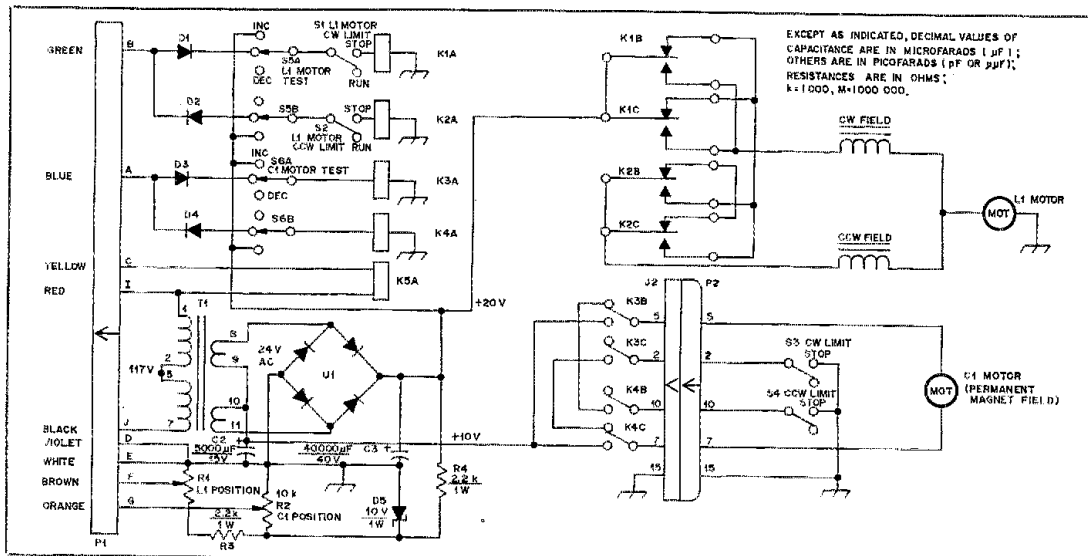 GREEN
BLUE
YELLOW
RED
BLACK
VIOLET
WHITE
BROWN
ORANGE
P1
B
A
C
I
J
D
E
F
G
D1
D2
D3
D4
INC
DEC
S5A
L1 MOTOR
TEST
S5B
S1 L1 MOTOR
CW LIMIT
STOP
RUN
STOP
S2
L1 MOTOR
CCW LIMIT
RUN
INC
S6A
C1 MOTOR TEST
DEC
S6B
K1A
K2A
K3A
K4A
K5A
+20V
T1
1
2
5
7
8
9
10
11
117V
24V
AC
U1
C2
+
5000µF
15V
+10V
40000µF
40V
C3
+
R1
L1 POSITION
10k
R2
C1 POSITION
2.2k
1W
R3
D5
10V
1W
R4
2.2k
1W
K1B
K1C
K2B
K2C
EXCEPT AS INDICATED, DECIMAL VALUES OF
CAPACITANCE ARE IN MICROFARADS (µF);
OTHERS ARE IN PICOFARADS (pF OR µµF);
RESISTANCES ARE IN OHMS;
k=1000, M=1000 000.
CW FIELD
L1 MOTOR
MOT
CCW FIELD
J2
P2
K3B
K3C
K4B
K4C
5
2
10
7
15
5
2
10
7
15
S3 CW LIMIT
STOP
S4 CCW LIMIT
STOP
C1 MOTOR
(PERMANENT
MAGNET FIELD)
MOT